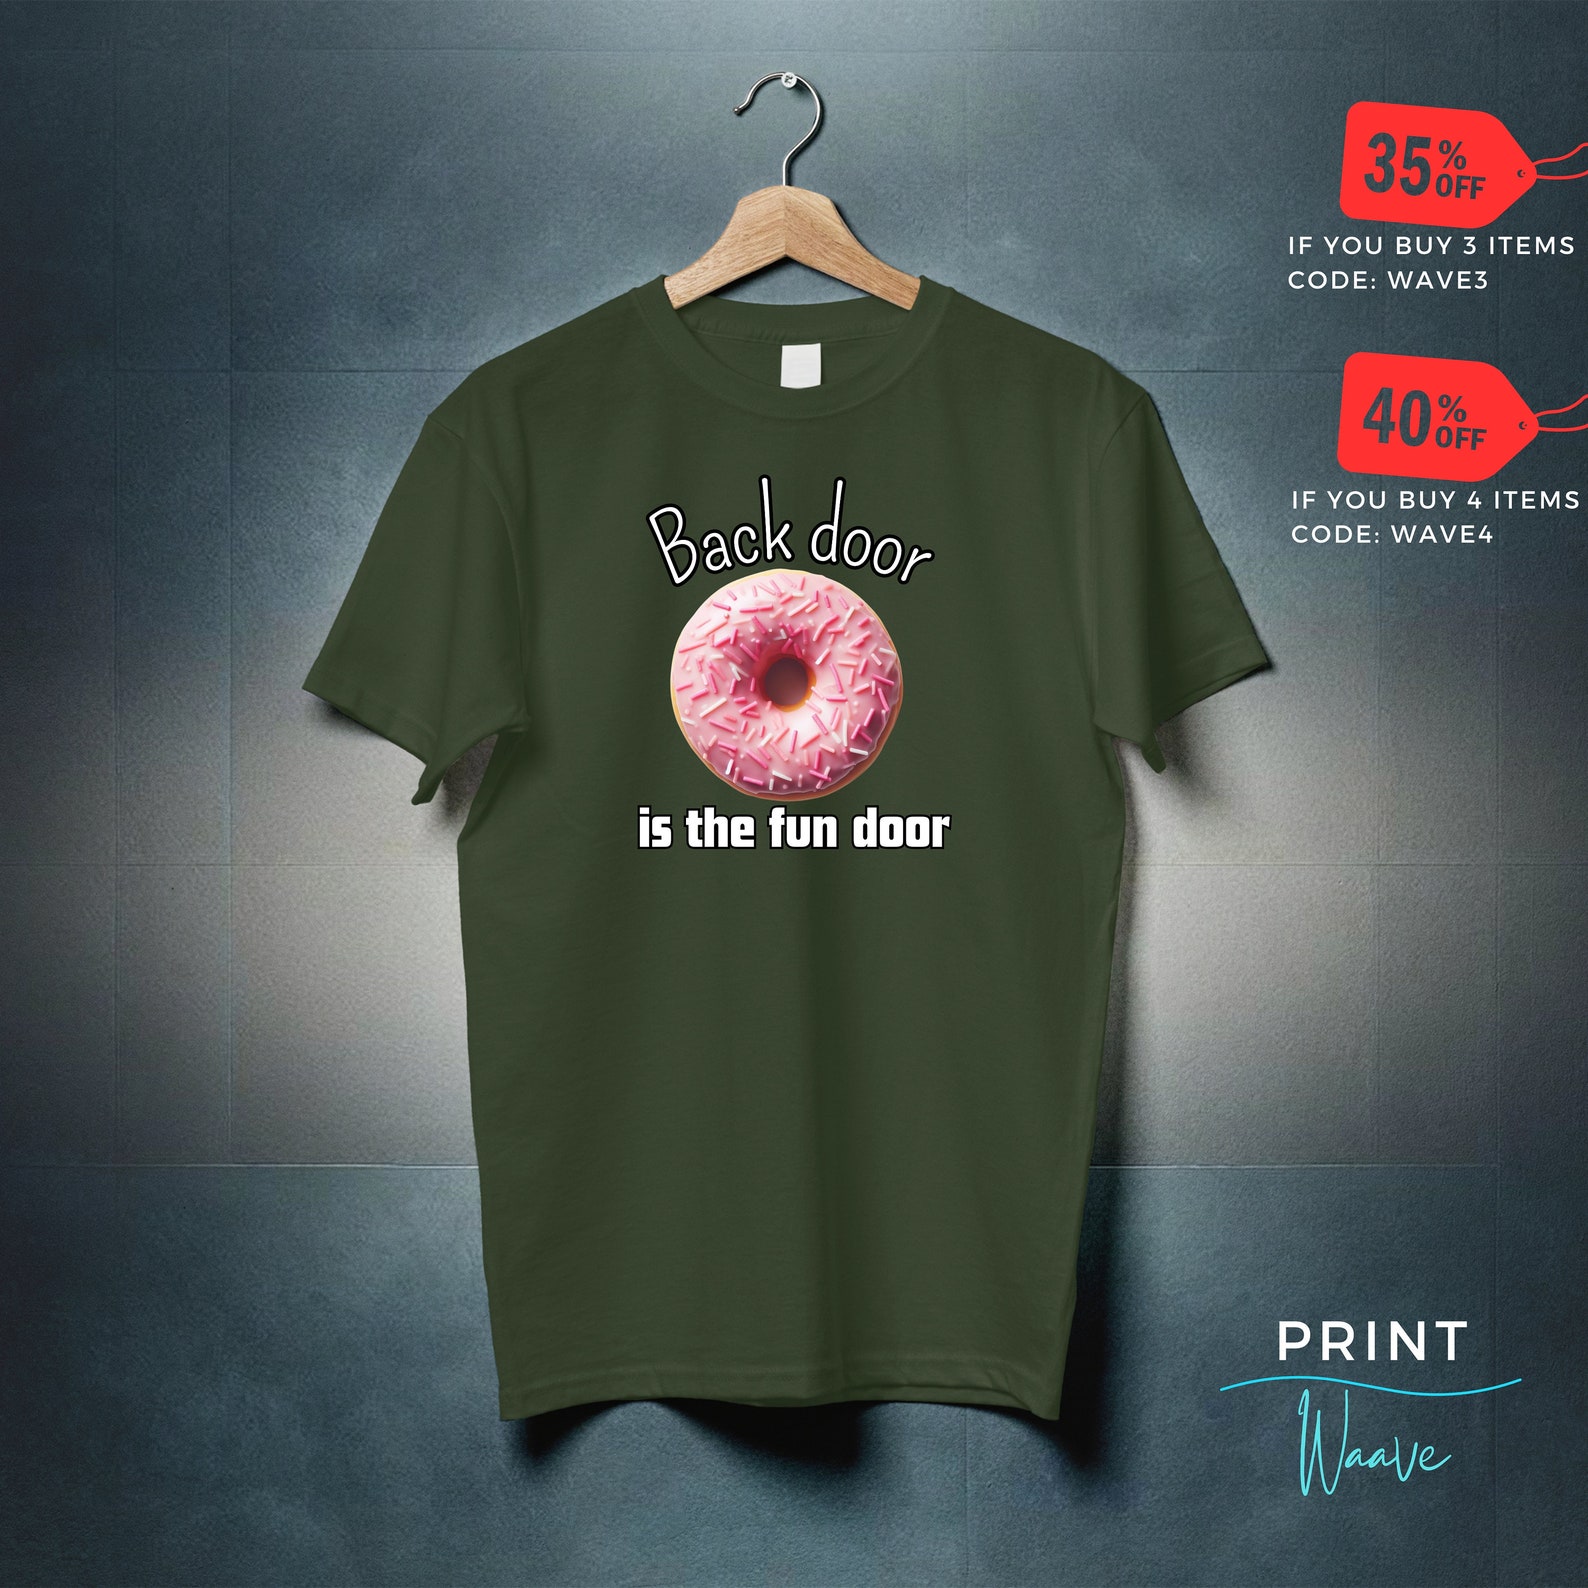 Back door
is the fun door
35% OFF
IF YOU BUY 3 ITEMS
CODE: WAVE3
40% OFF
IF YOU BUY 4 ITEMS
CODE: WAVE4
PRINT
Waave